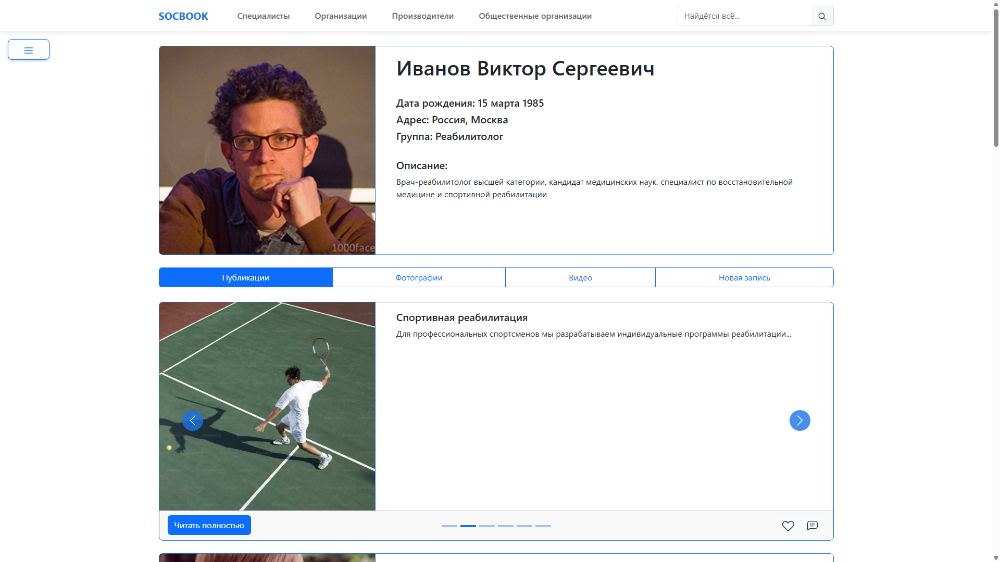 SOCBOOK
Специалисты
Организации
Производители
Общественные организации
Найдётся всё...
Иванов Виктор Сергеевич
Дата рождения: 15 марта 1985
Адрес: Россия, Москва
Группа: Реабилитолог
Описание:
Врач-реабилитолог высшей категории, кандидат медицинских наук, специалист по восстановительной
медицине и спортивной реабилитации
1000face
Публикации
Фотографии
Видео
Новая запись
Спортивная реабилитация
Для профессиональных спортсменов мы разрабатываем индивидуальные программы реабилитации...
Читать полностью